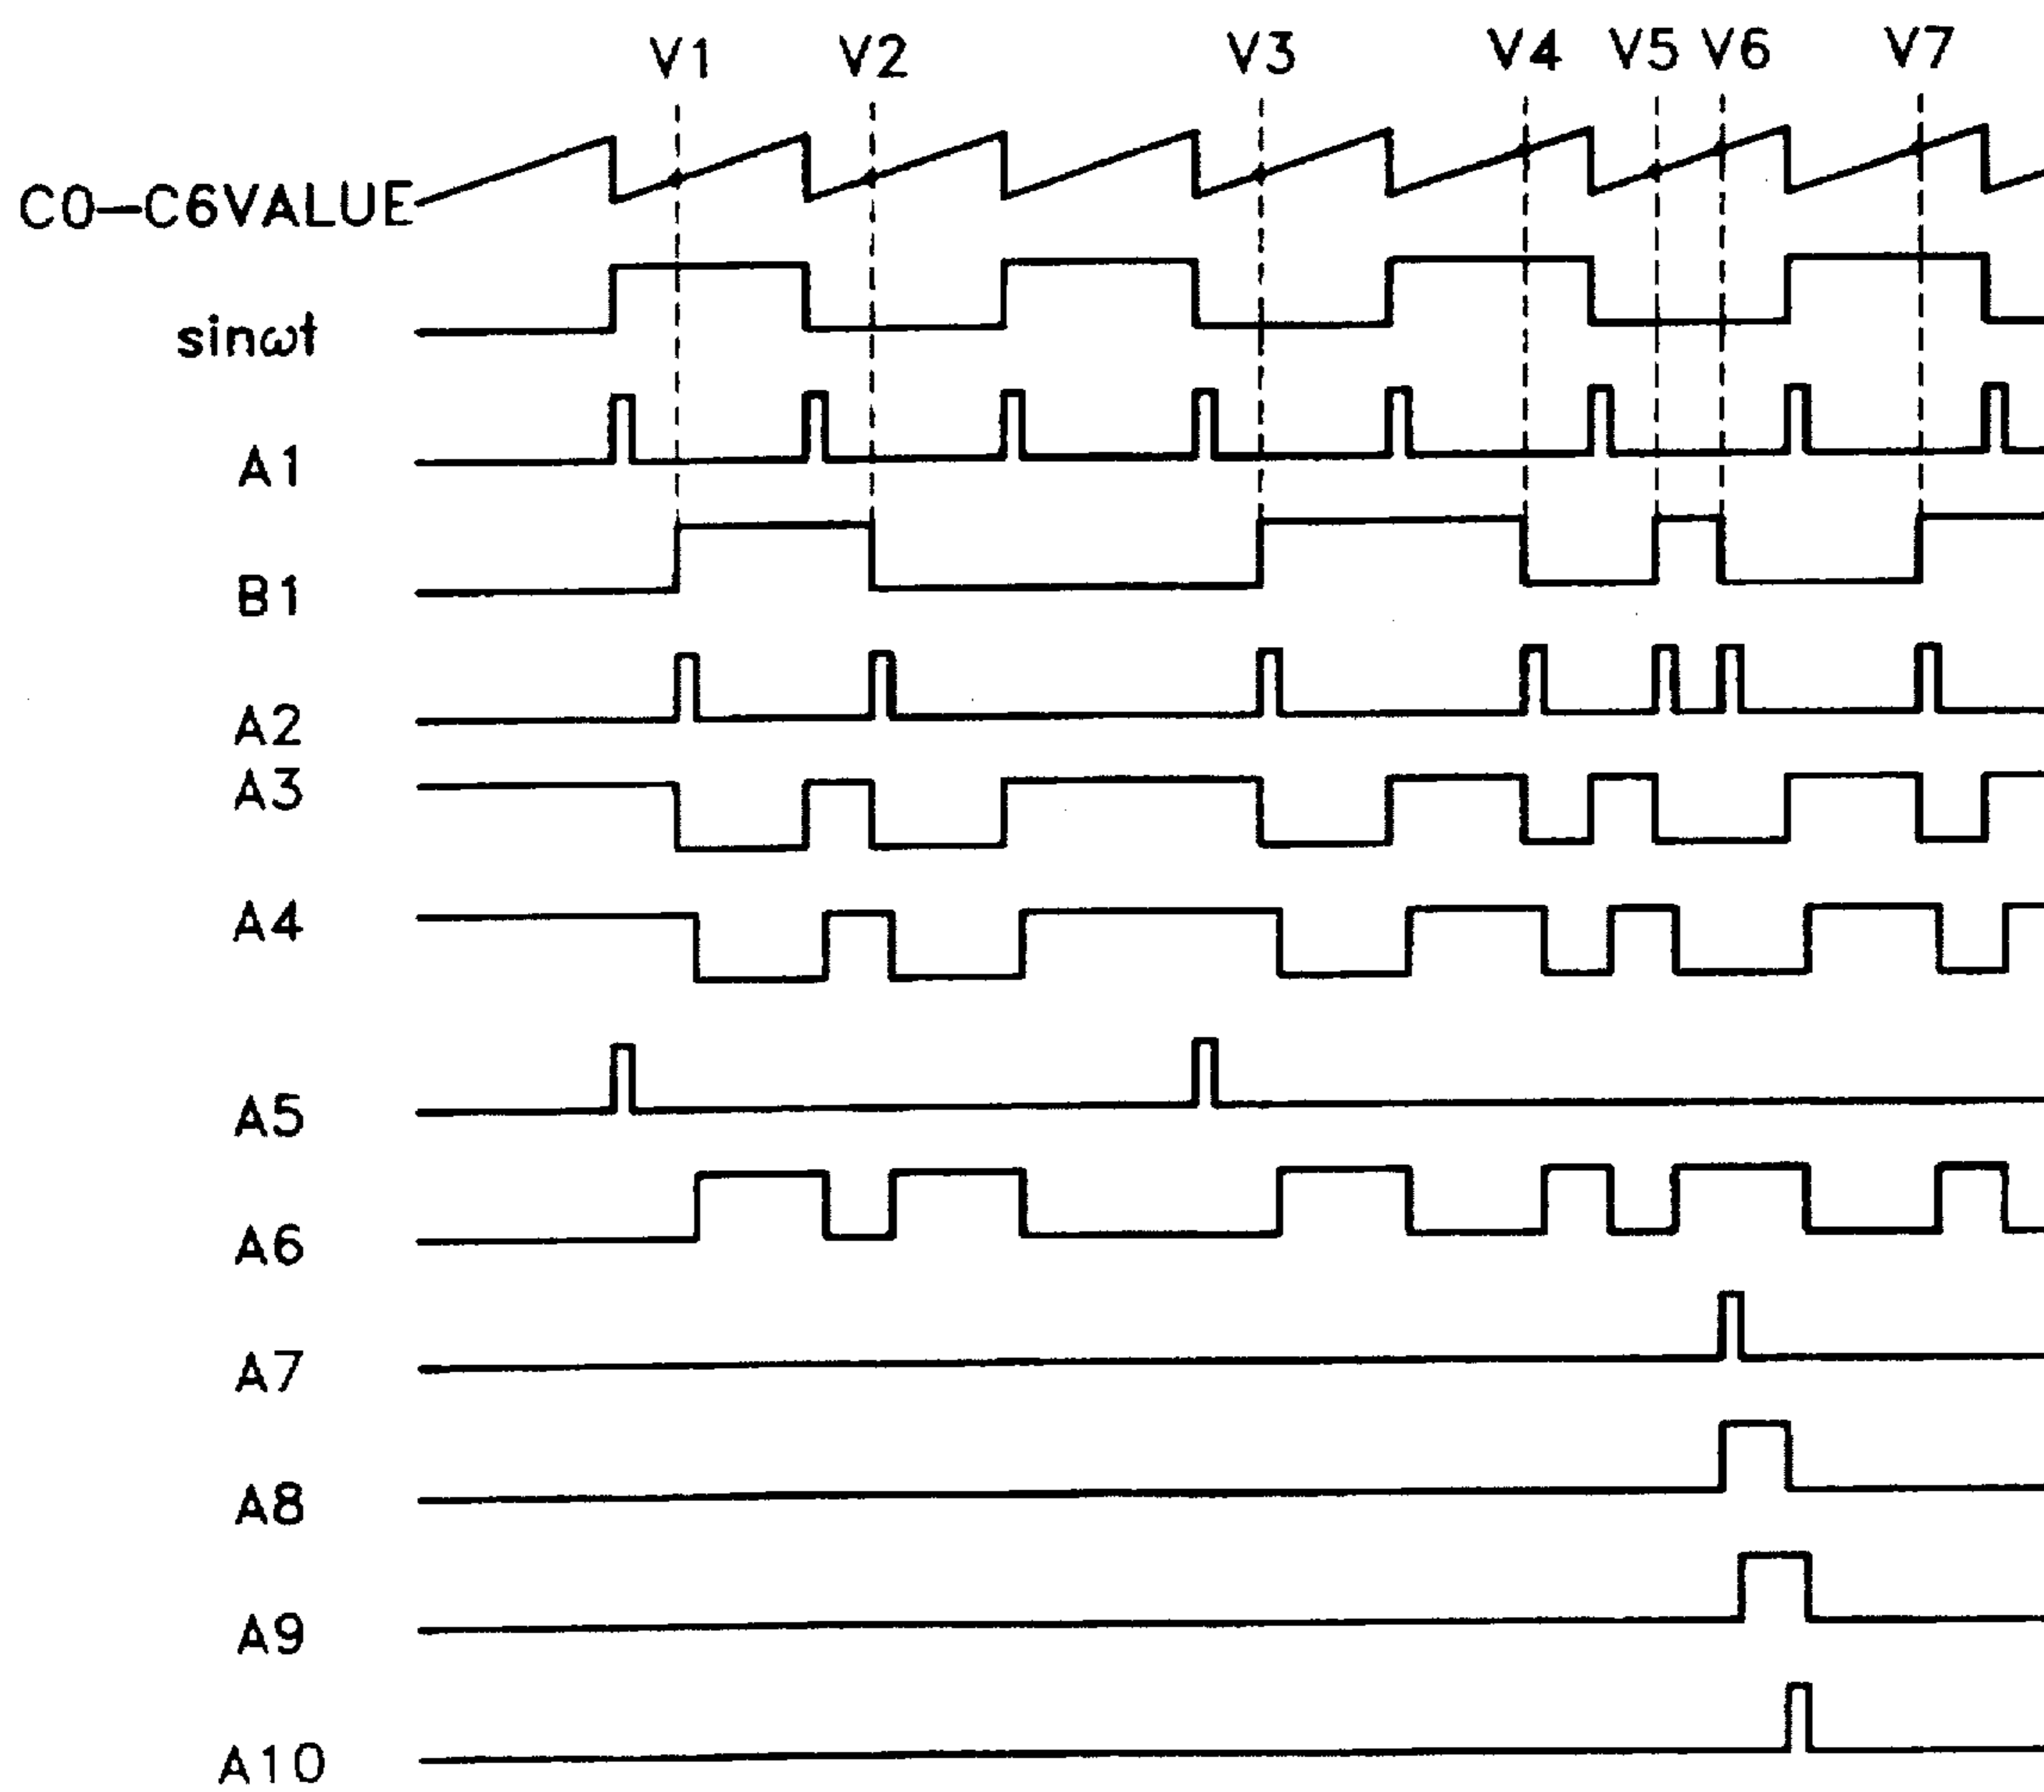 V1 V2 V3 V4 V5 V6 V7
C0-C6VALUE
sinωt
A1
B1
A2
A3
A4
A5
A6
A7
A8
A9
A10